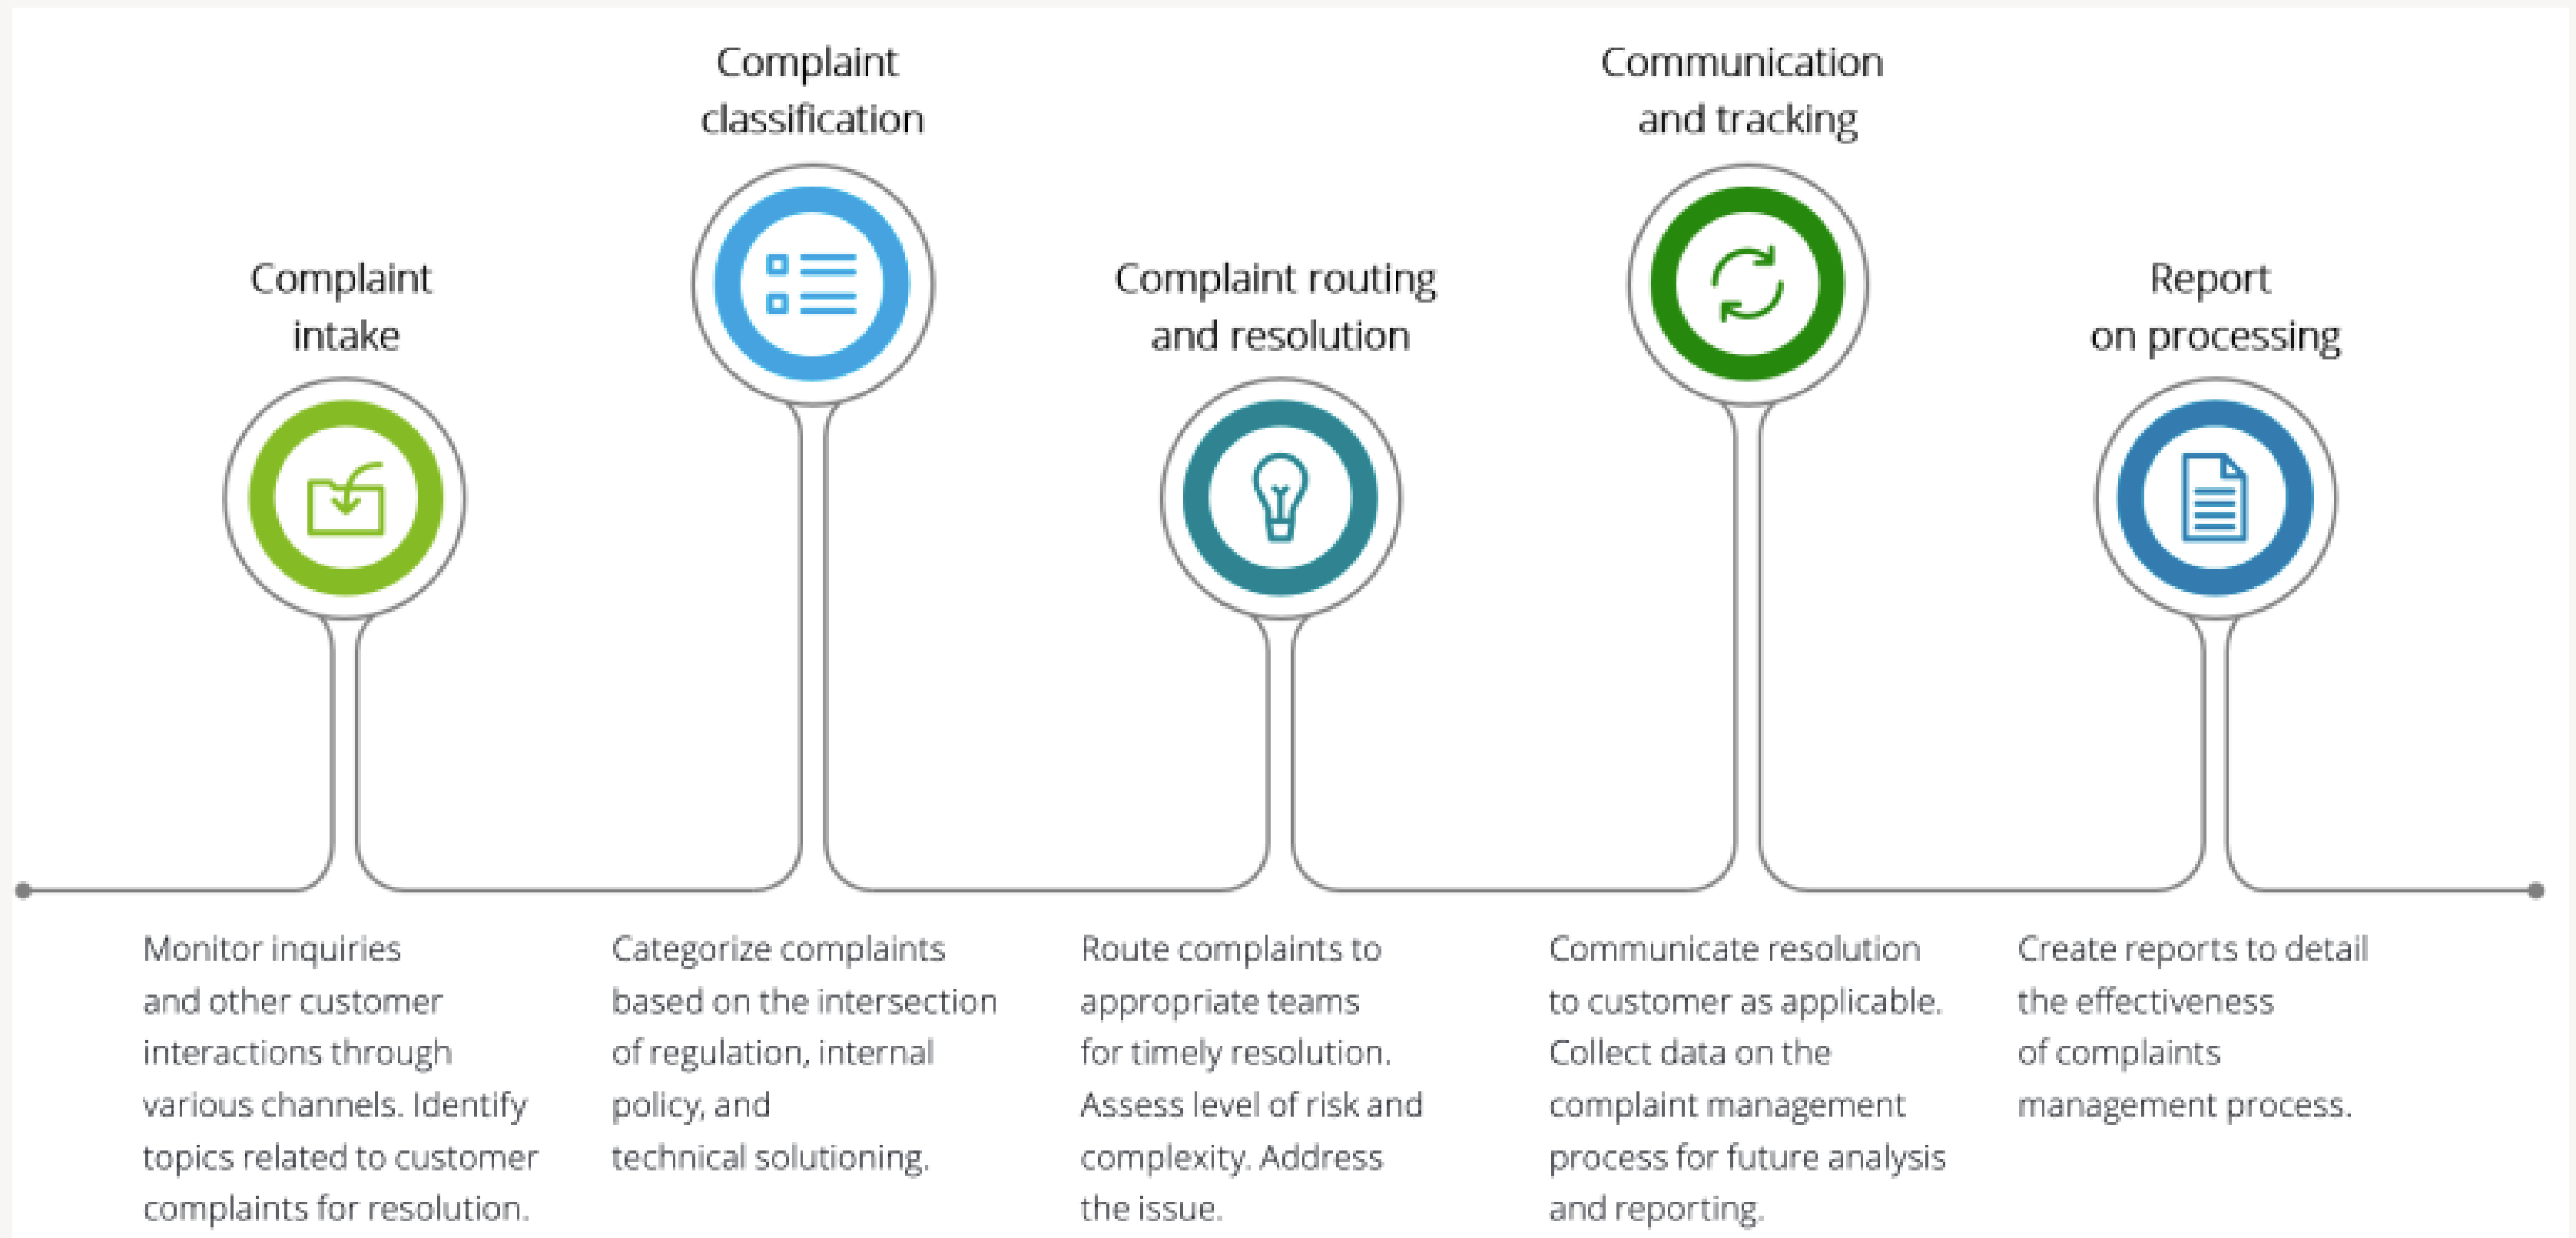 Complaint
intake
Complaint
classification
Complaint routing
and resolution
Communication
and tracking
Report
on processing
Monitor inquiries
and other customer
interactions through
various channels. Identify
topics related to customer
complaints for resolution.
Categorize complaints
based on the intersection
of regulation, internal
policy, and
technical solutioning.
Route complaints to
appropriate teams
for timely resolution.
Assess level of risk and
complexity. Address
the issue.
Communicate resolution
to customer as applicable.
Collect data on the
complaint management
process for future analysis
and reporting.
Create reports to detail
the effectiveness
of complaints
management process.